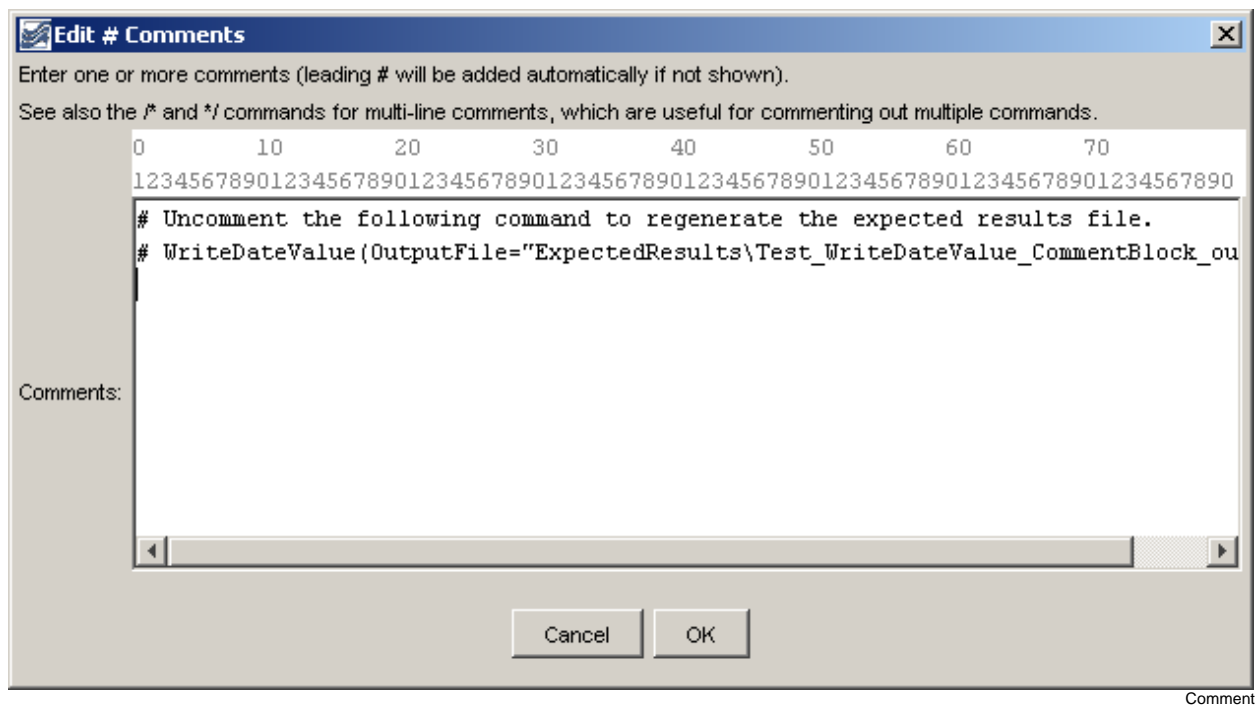 Edit # Comments
Enter one or more comments (leading # will be added automatically if not shown).
See also the /* and */ commands for multi-line comments, which are useful for commenting out multiple commands.
0 10 20 30 40 50 60 70
12345678901234567890123456789012345678901234567890123456789012345678901234567890
# Uncomment the following command to regenerate the expected results file.
# WriteDateValue(OutputFile="ExpectedResults\Test_WriteDateValue_CommentBlock_ou
Comments:
Cancel OK
Comment